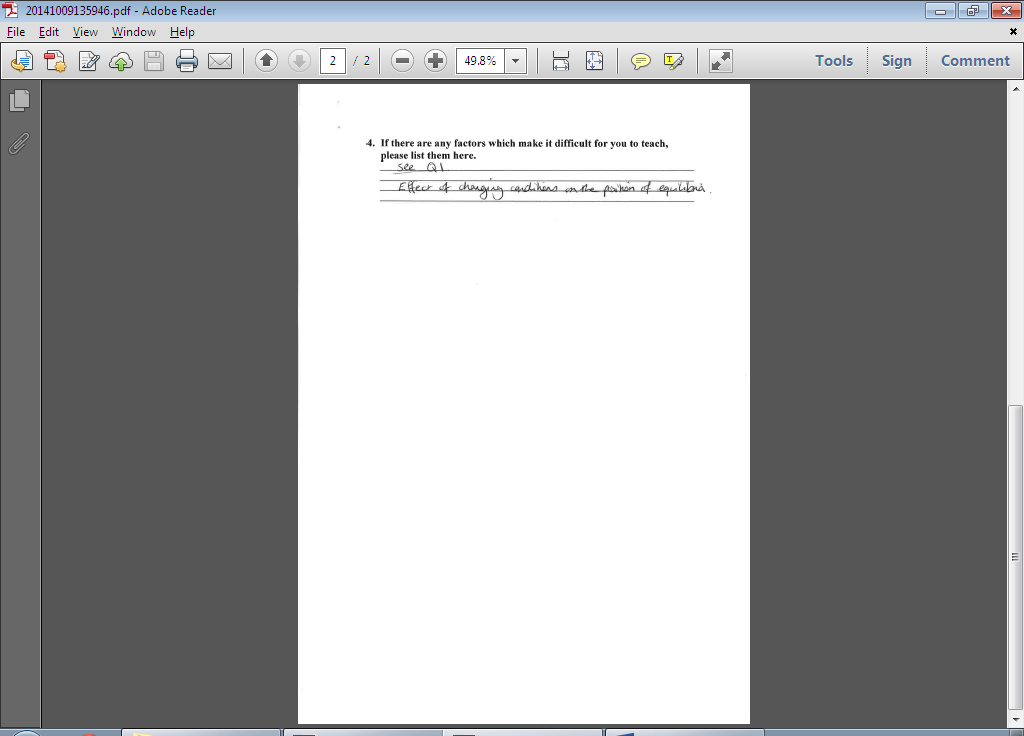 20141009135946.pdf - Adobe Reader
File Edit View Window Help
2 / 2 49.8% Tools Sign Comment
4. If there are any factors which make it difficult for you to teach,
please list them here.
See Q1.
Effect of changing conditions on the position of equilibria.